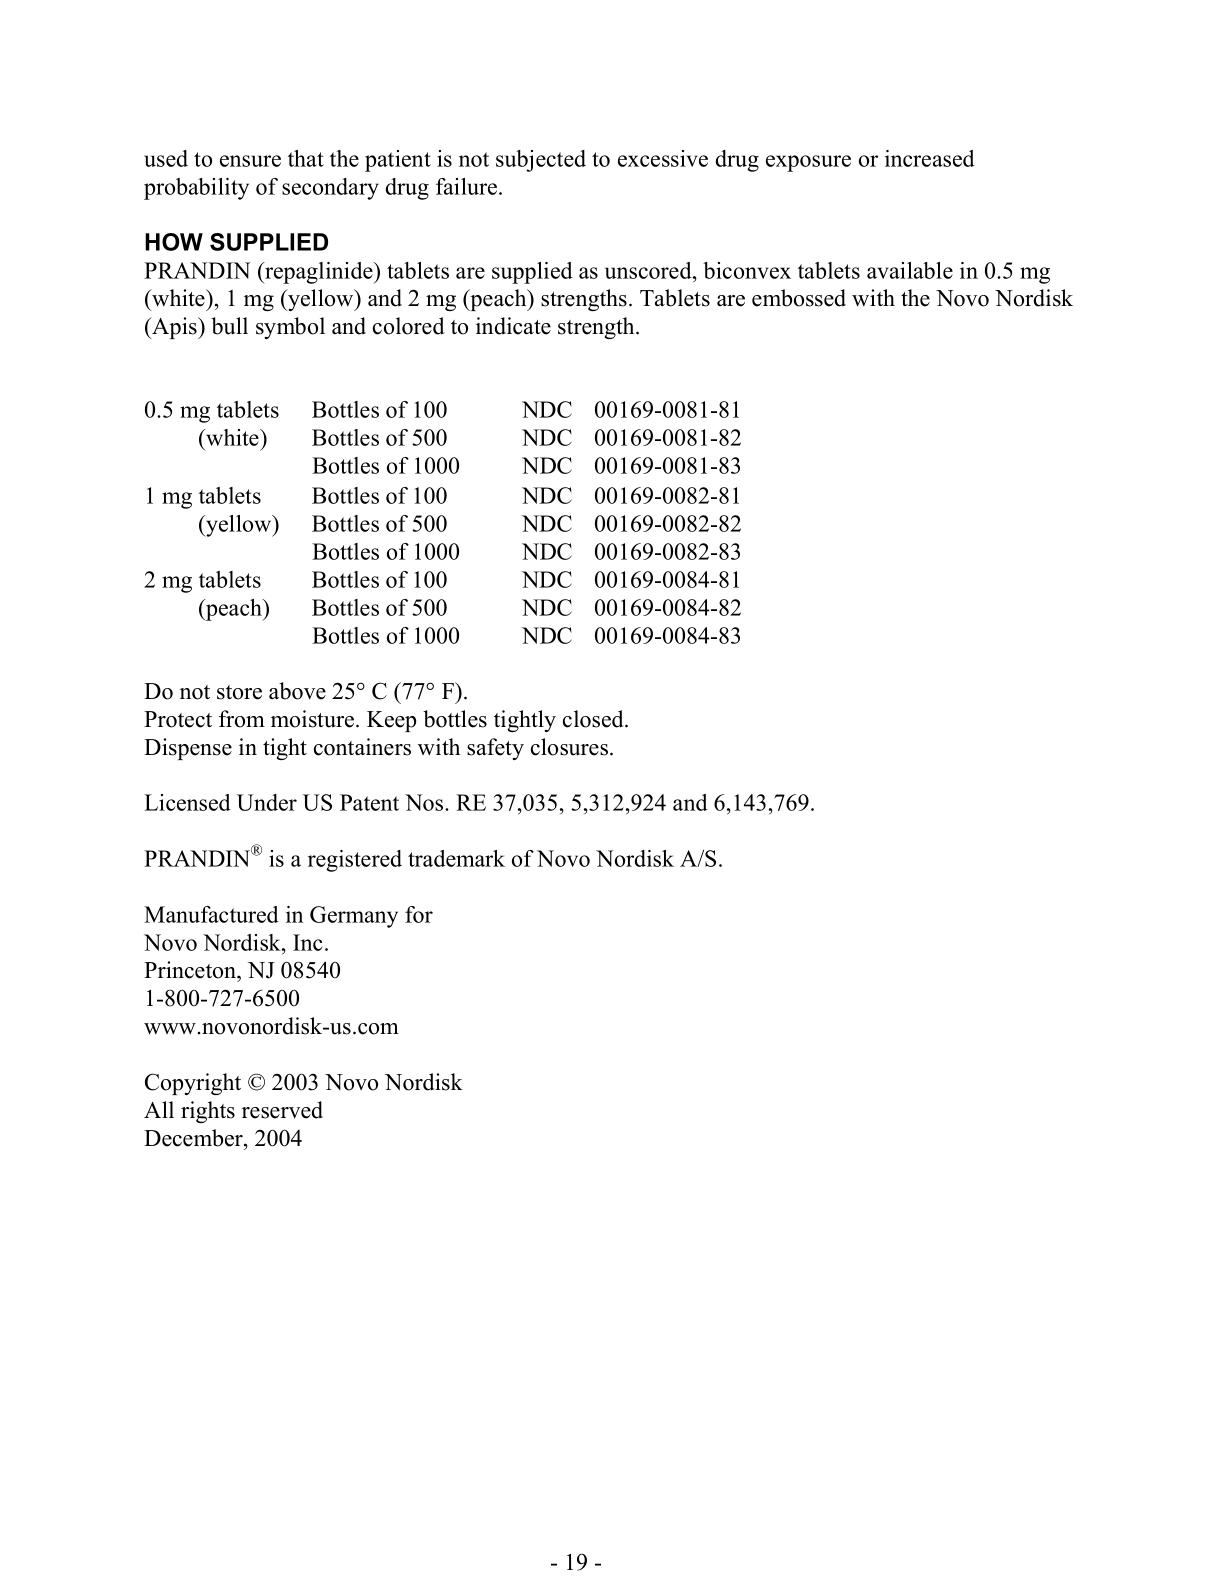 used to ensure that the patient is not subjected to excessive drug exposure or increased
probability of secondary drug failure.
HOW SUPPLIED
PRANDIN (repaglinide) tablets are supplied as unscored, biconvex tablets available in 0.5 mg
(white), 1 mg (yellow) and 2 mg (peach) strengths. Tablets are embossed with the Novo Nordisk
(Apis) bull symbol and colored to indicate strength.
0.5 mg tablets Bottles of 100 NDC 00169-0081-81
(white) Bottles of 500 NDC 00169-0081-82
Bottles of 1000 NDC 00169-0081-83
1 mg tablets Bottles of 100 NDC 00169-0082-81
(yellow) Bottles of 500 NDC 00169-0082-82
Bottles of 1000 NDC 00169-0082-83
2 mg tablets Bottles of 100 NDC 00169-0084-81
(peach) Bottles of 500 NDC 00169-0084-82
Bottles of 1000 NDC 00169-0084-83
Do not store above 25° C (77° F).
Protect from moisture. Keep bottles tightly closed.
Dispense in tight containers with safety closures.
Licensed Under US Patent Nos. RE 37,035, 5,312,924 and 6,143,769.
PRANDIN® is a registered trademark of Novo Nordisk A/S.
Manufactured in Germany for
Novo Nordisk, Inc.
Princeton, NJ 08540
1-800-727-6500
www.novonordisk-us.com
Copyright © 2003 Novo Nordisk
All rights reserved
December, 2004
- 19 -